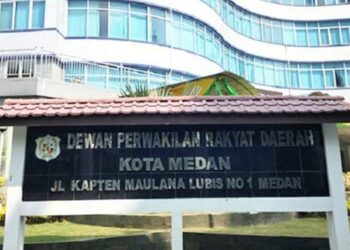 DEWAN PERWAKILAN RAKYAT DAERAH
KOTA MEDAN
JL KAPTEN MAULANA LUBIS NO 1 MEDAN